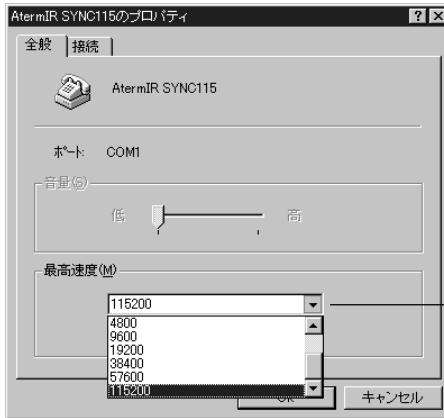 AtermIR SYNC115のプロパティ
全般
接続
AtermIR SYNC115
ポート:
COM1
音量(S)
低
高
最高速度(M)
115200
4800
9600
19200
38400
57600
115200
キャンセル